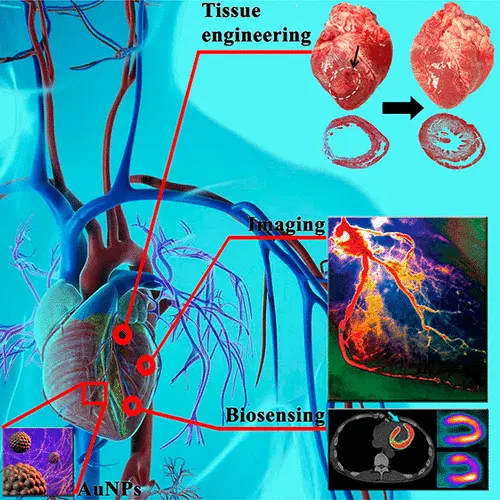 Tissue
engineering
Imaging
Biosensing
AuNPs